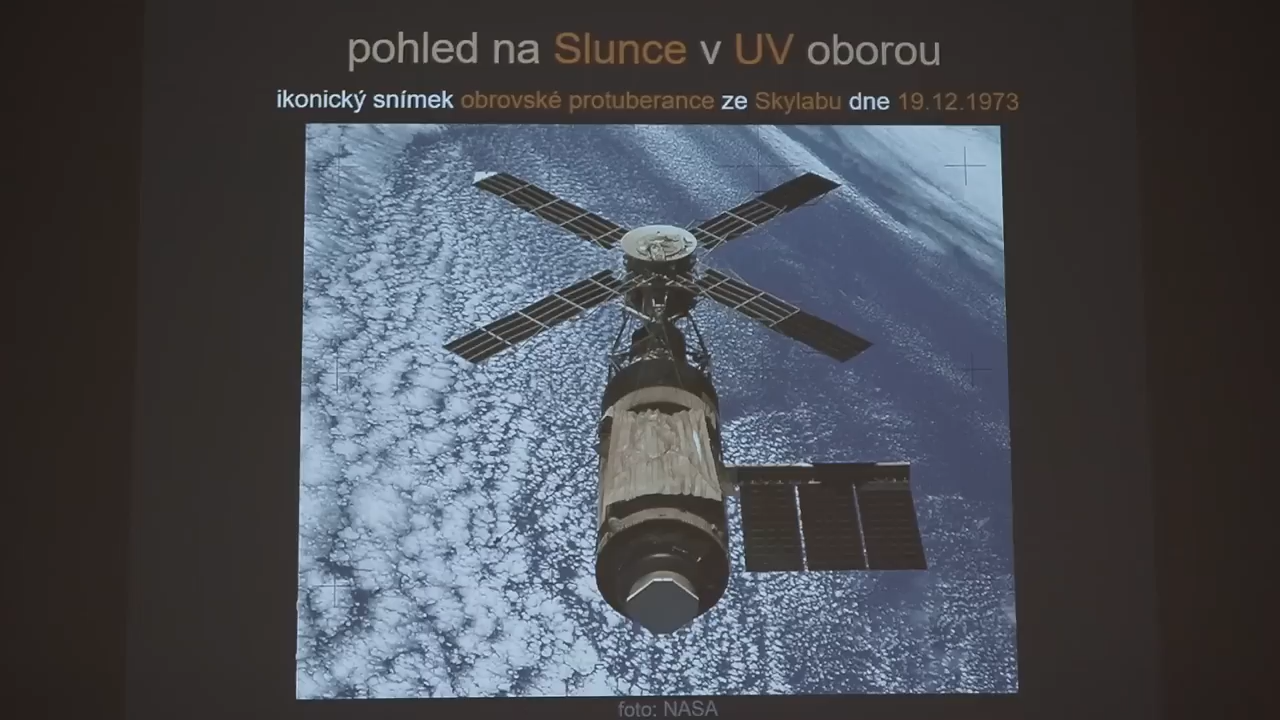 pohled na Slunce v UV oborou
ikonický snímek obrovské protuberance ze Skylabu dne 19.12.1973
foto: NASA